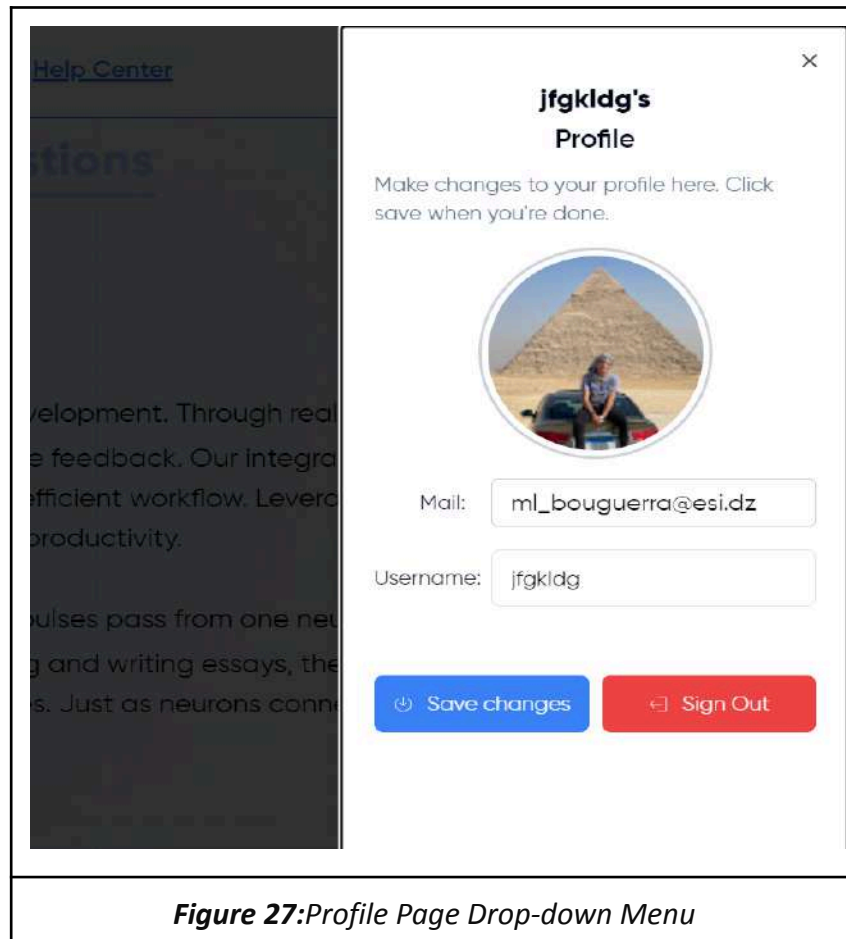 Help Center
stions
velopment. Through real
e feedback. Our integra
efficient workflow. Levera
productivity.
pulses pass from one neu
g and writing essays, the
s. Just as neurons conne
×
jfgkldg's
Profile
Make changes to your profile here. Click
save when you're done.
Mail: ml_bouguerra@esi.dz
Username: jfgkldg
Save changes
Sign Out
Figure 27:Profile Page Drop-down Menu